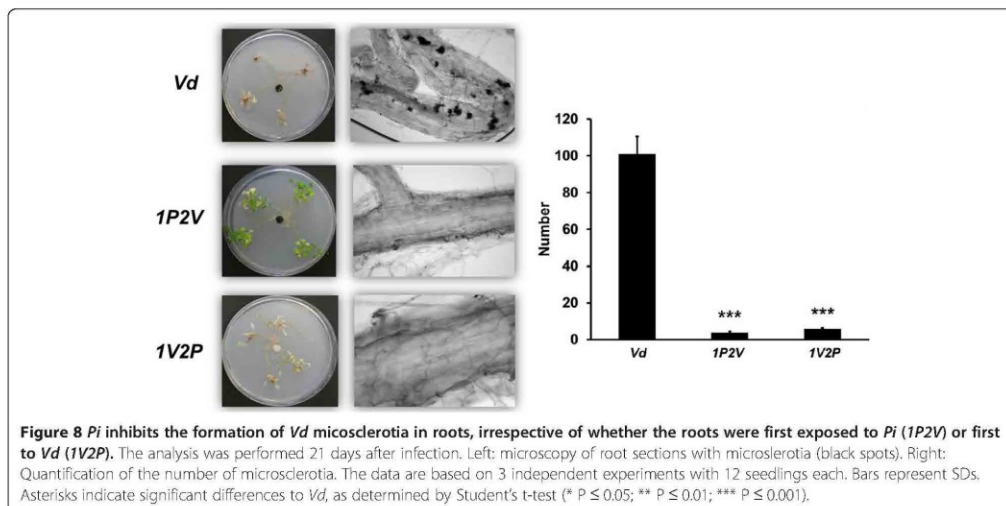 Vd
1P2V
1V2P
Number
120
100
80
60
40
20
0
***
***
Vd
1P2V
1V2P
Figure 8 Pi inhibits the formation of Vd micosclerotia in roots, irrespective of whether the roots were first exposed to Pi (1P2V) or first
to Vd (1V2P). The analysis was performed 21 days after infection. Left: microscopy of root sections with microslerotia (black spots). Right:
Quantification of the number of microsclerotia. The data are based on 3 independent experiments with 12 seedlings each. Bars represent SDs.
Asterisks indicate significant differences to Vd, as determined by Student's t-test (* P ≤ 0.05; ** P ≤ 0.01; *** P ≤ 0.001).